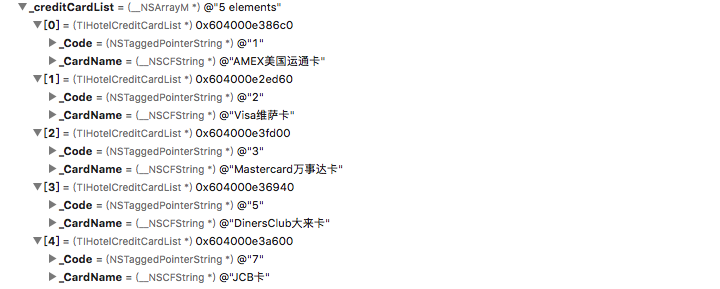 _creditCardList = (__NSArrayM *) @"5 elements"
[0] = (TIHotelCreditCardList *) 0x604000e386c0
_Code = (NSTaggedPointerString *) @"1"
_CardName = (__NSCFString *) @"AMEX美国运通卡"
[1] = (TIHotelCreditCardList *) 0x604000e2ed60
_Code = (NSTaggedPointerString *) @"2"
_CardName = (__NSCFString *) @"Visa维萨卡"
[2] = (TIHotelCreditCardList *) 0x604000e3fd00
_Code = (NSTaggedPointerString *) @"3"
_CardName = (__NSCFString *) @"Mastercard万事达卡"
[3] = (TIHotelCreditCardList *) 0x604000e36940
_Code = (NSTaggedPointerString *) @"5"
_CardName = (__NSCFString *) @"DinersClub大来卡"
[4] = (TIHotelCreditCardList *) 0x604000e3a600
_Code = (NSTaggedPointerString *) @"7"
_CardName = (__NSCFString *) @"JCB卡"